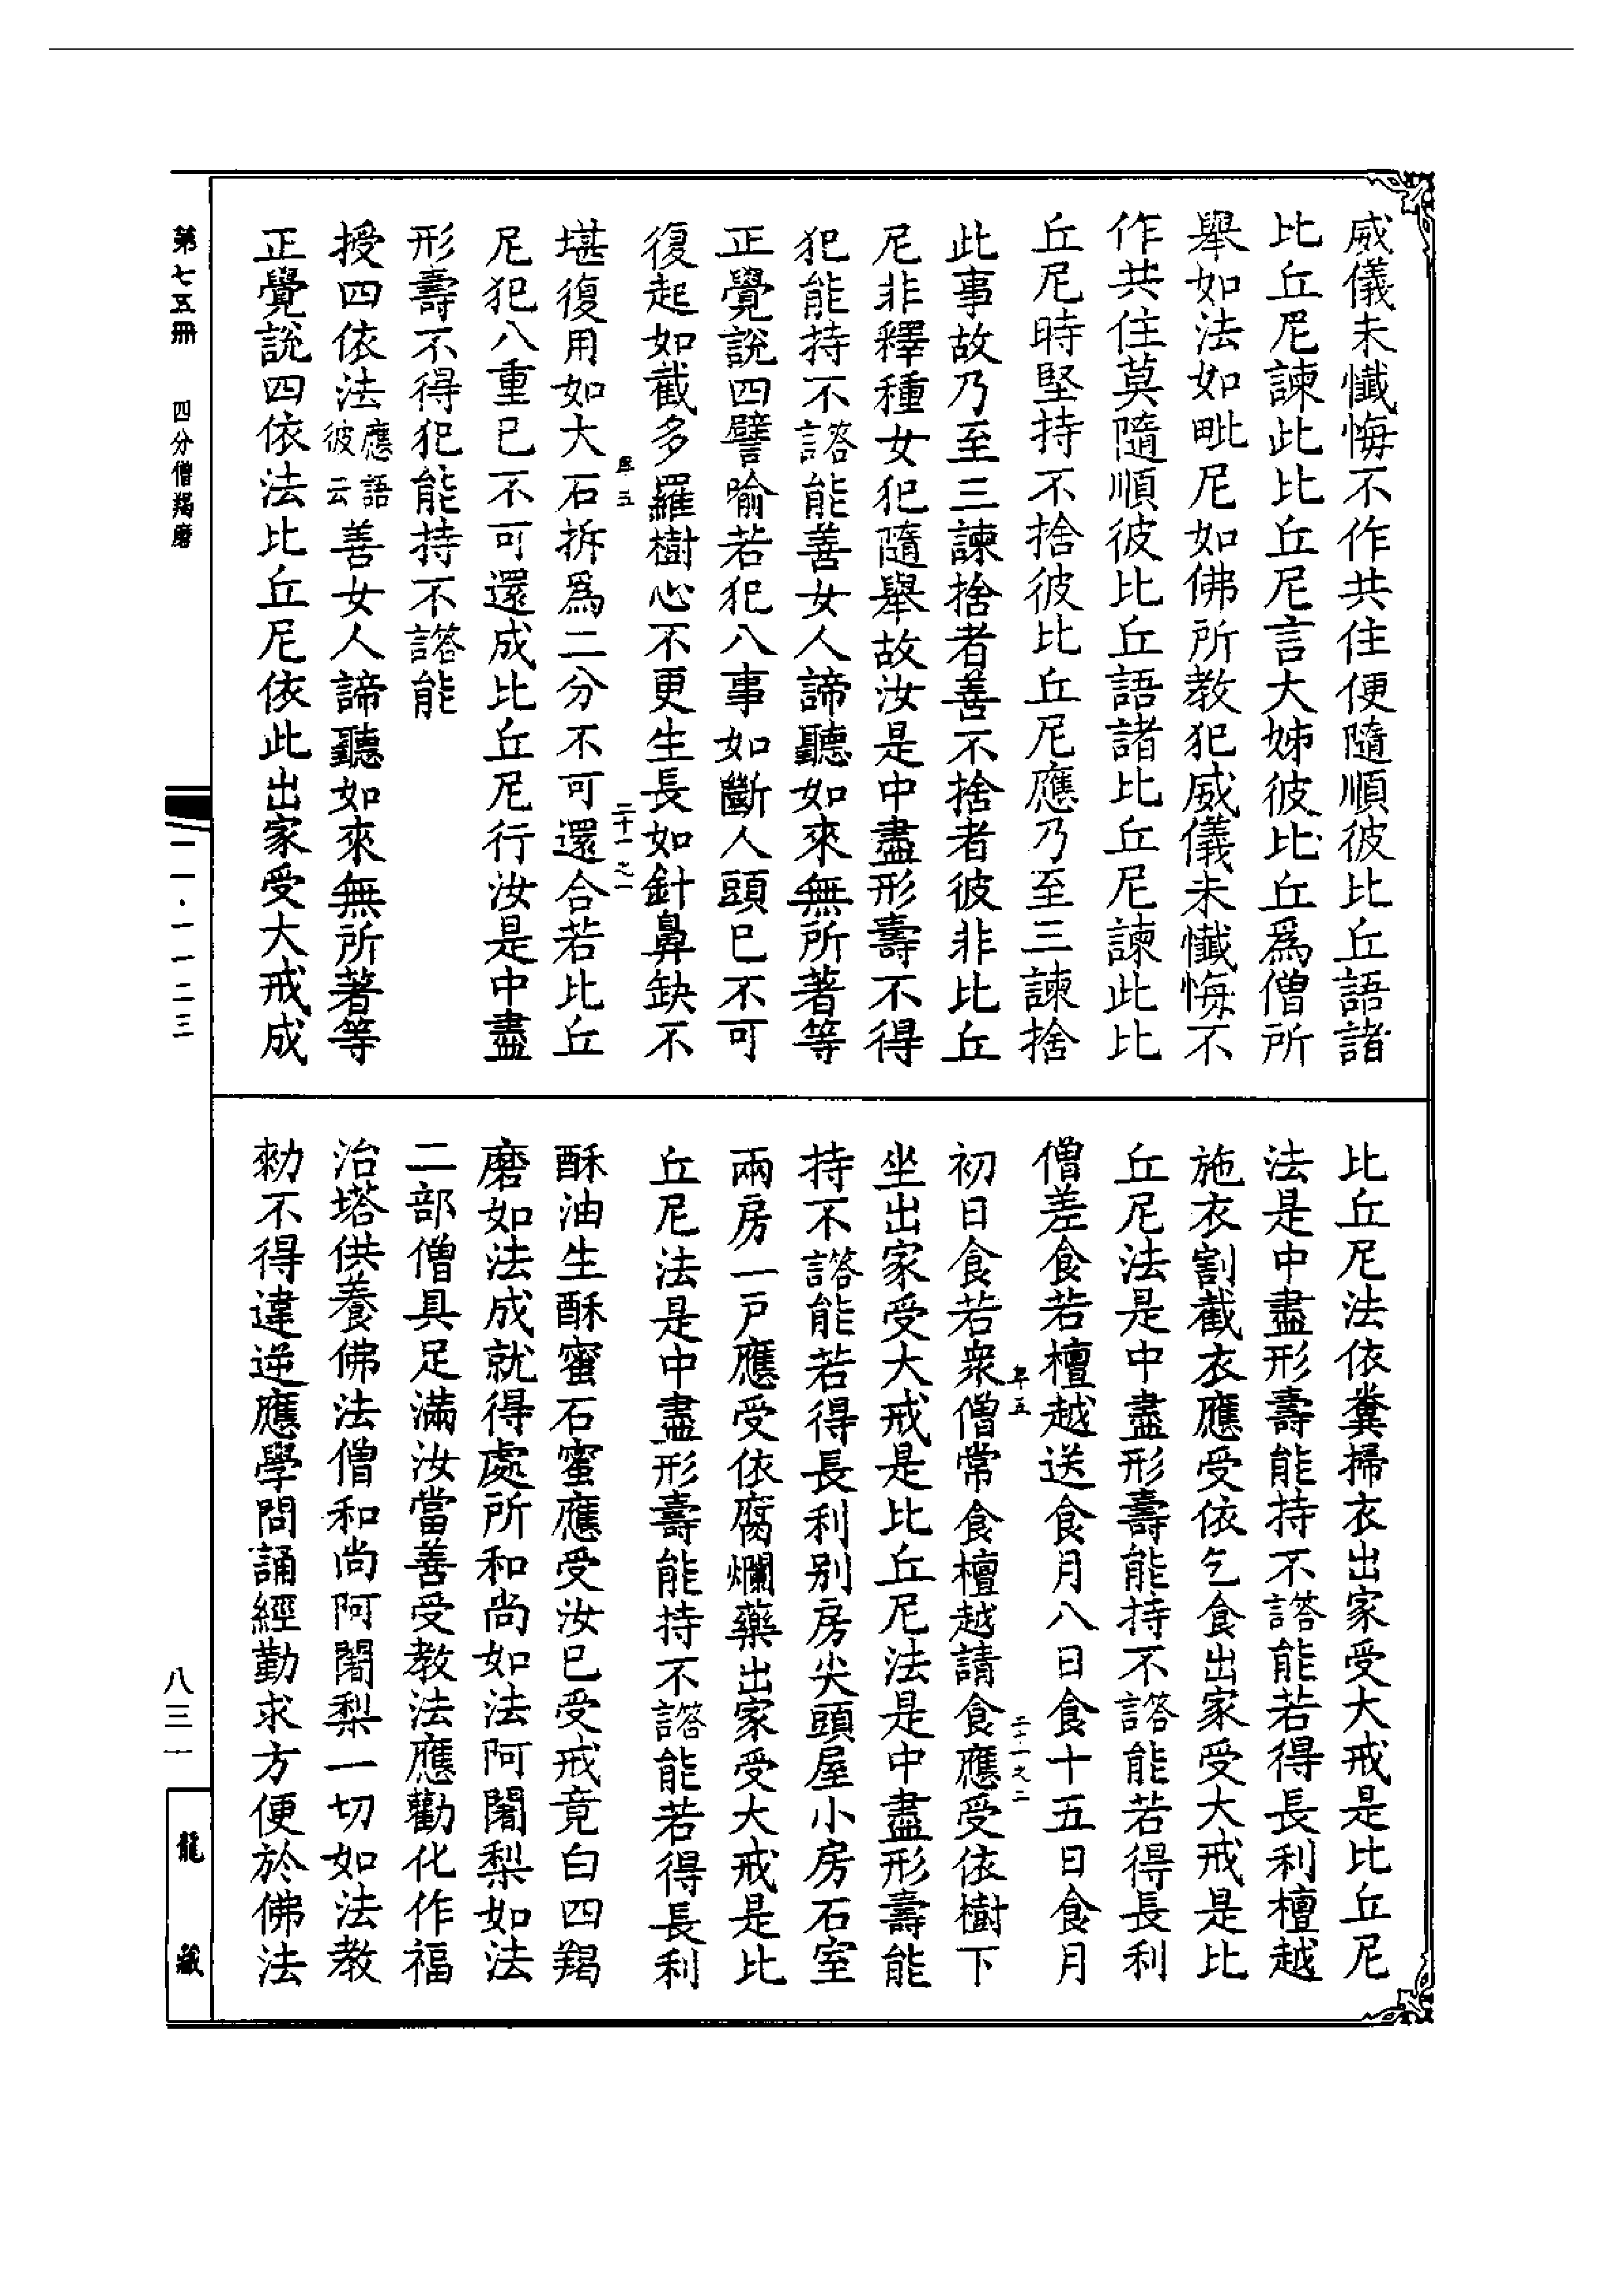 威儀未懺悔不作共住便隨順彼比丘語諸
比丘尼諫此比丘尼言大姊彼比丘為僧所
舉如法如毗尼如佛所教犯威儀未懺悔不
作共住莫隨順彼比丘語諸比丘尼諫此比
丘尼時堅持不捨彼比丘尼應乃至三諫捨
此事故乃至三諫捨者善不捨者彼非比丘
尼非釋種女犯隨舉故汝是中盡形壽不得
犯能持不答能善女人諦聽如來無所著等
正覺說四譬喻若犯八事如斷人頭已不可
復起如截多羅樹心不更生長如針鼻缺不
堪復用如大石拆為二分不可還合若比丘
尼犯八重已不可還成比丘尼行汝是中盡
形壽不得犯能持不答能
授四依法應語彼云善女人諦聽如來無所著等
正覺說四依法比丘尼依此出家受大戒成
比丘尼法依糞掃衣出家受大戒是比丘尼
法是中盡形壽能持不答能若得長利檀越
施衣割截衣應受依乞食出家受大戒是比
丘尼法是中盡形壽能持不答能若得長利
僧差食若檀越送食月八日食十五日食月
初日食若眾僧常食檀越請食應受依樹下
坐出家受大戒是比丘尼法是中盡形壽能
持不答能若得長利別房尖頭屋小房石室
兩房一戶應受依腐爛藥出家受大戒是比
丘尼法是中盡形壽能持不答能若得長利
酥油生酥蜜石蜜應受汝已受戒竟白四羯
磨如法成就得處所和尚如法阿闍梨如法
二部僧具足滿汝當善受教法應勸化作福
治塔供養佛法僧和尚阿闍梨一切如法教
勑不得違逆應學問誦經勤求方便於佛法
第七五冊 四分僧羯磨
一一·一一二三
八三一
龍藏
二十一之一
二十一之二